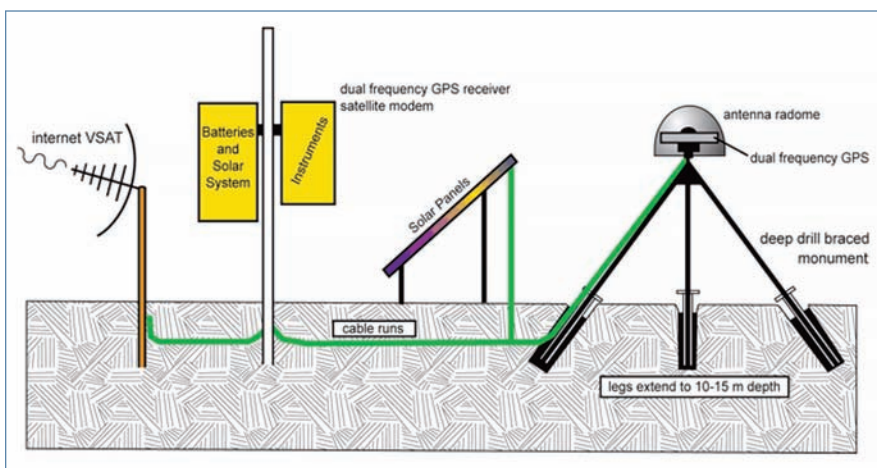 internet VSAT
Batteries
and
Solar
System
Instruments
dual frequency GPS receiver
satellite modem
Solar Panels
antenna radome
dual frequency GPS
deep drill braced
monument
cable runs
legs extend to 10-15 m depth